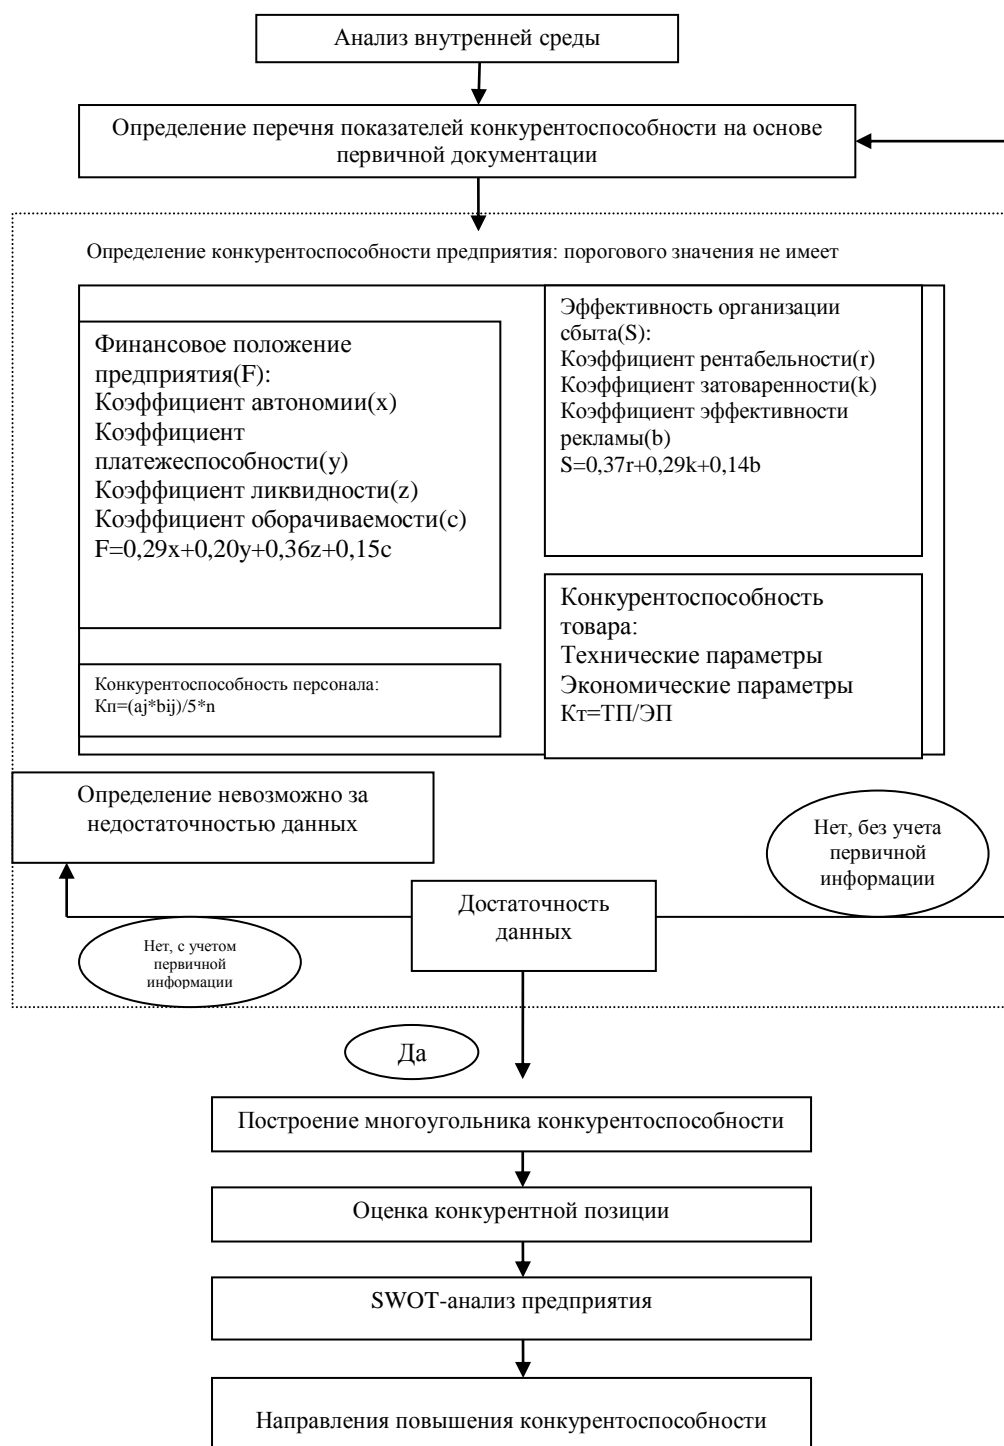 Анализ внутренней среды
Определение перечня показателей конкурентоспособности на основе
первичной документации
Определение конкурентоспособности предприятия: порогового значения не имеет
Финансовое положение
предприятия(F):
Коэффициент автономии(x)
Коэффициент
платежеспособности(y)
Коэффициент ликвидности(z)
Коэффициент оборачиваемости(c)
F=0,29x+0,20y+0,36z+0,15c
Эффективность организации
сбыта(S):
Коэффициент рентабельности(r)
Коэффициент затоваренности(k)
Коэффициент эффективности
рекламы(b)
S=0,37r+0,29k+0,14b
Конкурентоспособность персонала:
Кп=(aj*bij)/5*n
Конкурентоспособность
товара:
Технические параметры
Экономические параметры
Кт=ТП/ЭП
Определение невозможно за
недостаточностью данных
Нет, без учета
первичной
информации
Достаточность
данных
Нет, с учетом
первичной
информации
Да
Построение многоугольника конкурентоспособности
Оценка конкурентной позиции
SWOT-анализ предприятия
Направления повышения конкурентоспособности